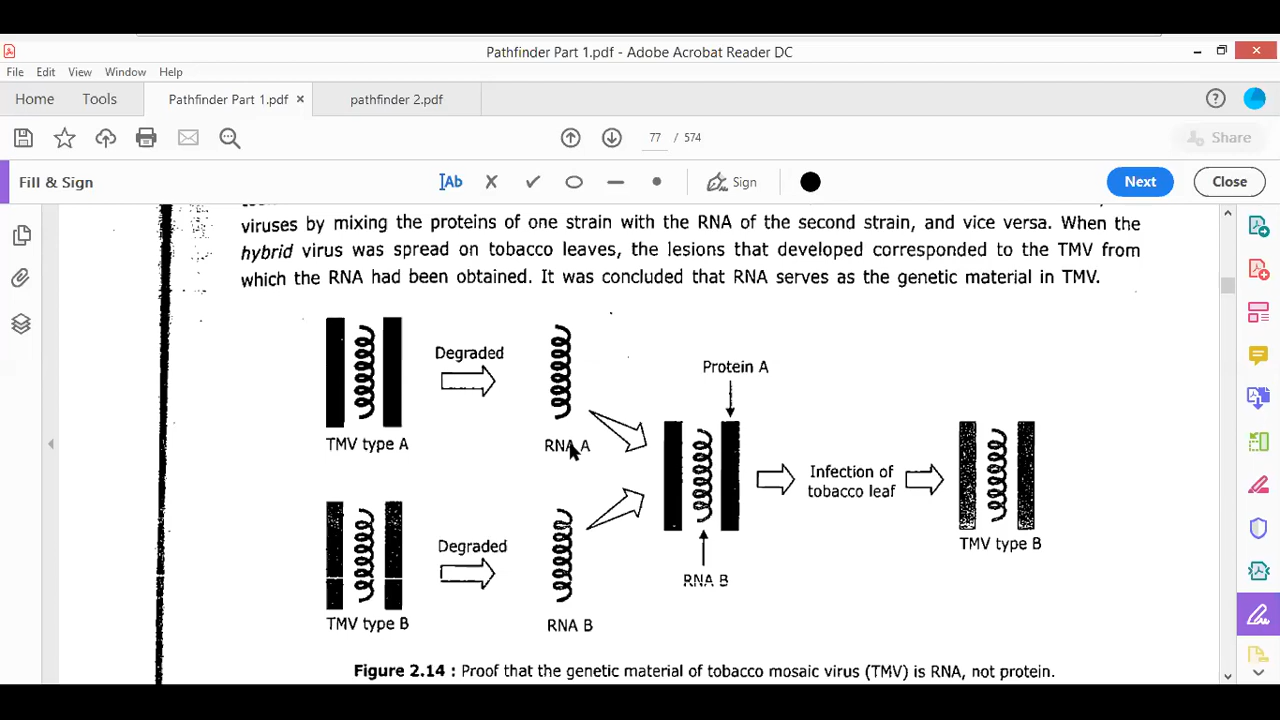 Pathfinder Part 1.pdf - Adobe Acrobat Reader DC
File Edit View Window Help
Home Tools Pathfinder Part 1.pdf × pathfinder 2.pdf
77 / 574
Share
Fill & Sign
Ab
Sign
Next
Close
viruses by mixing the proteins of one strain with the RNA of the second strain, and vice versa. When the
hybrid virus was spread on tobacco leaves, the lesions that developed corresponded to the TMV from
which the RNA had been obtained. It was concluded that RNA serves as the genetic material in TMV.
Degraded
Protein A
TMV type A
RNA A
Infection of
tobacco leaf
TMV type B
Degraded
RNA B
TMV type B
RNA B
Figure 2.14 : Proof that the genetic material of tobacco mosaic virus (TMV) is RNA, not protein.